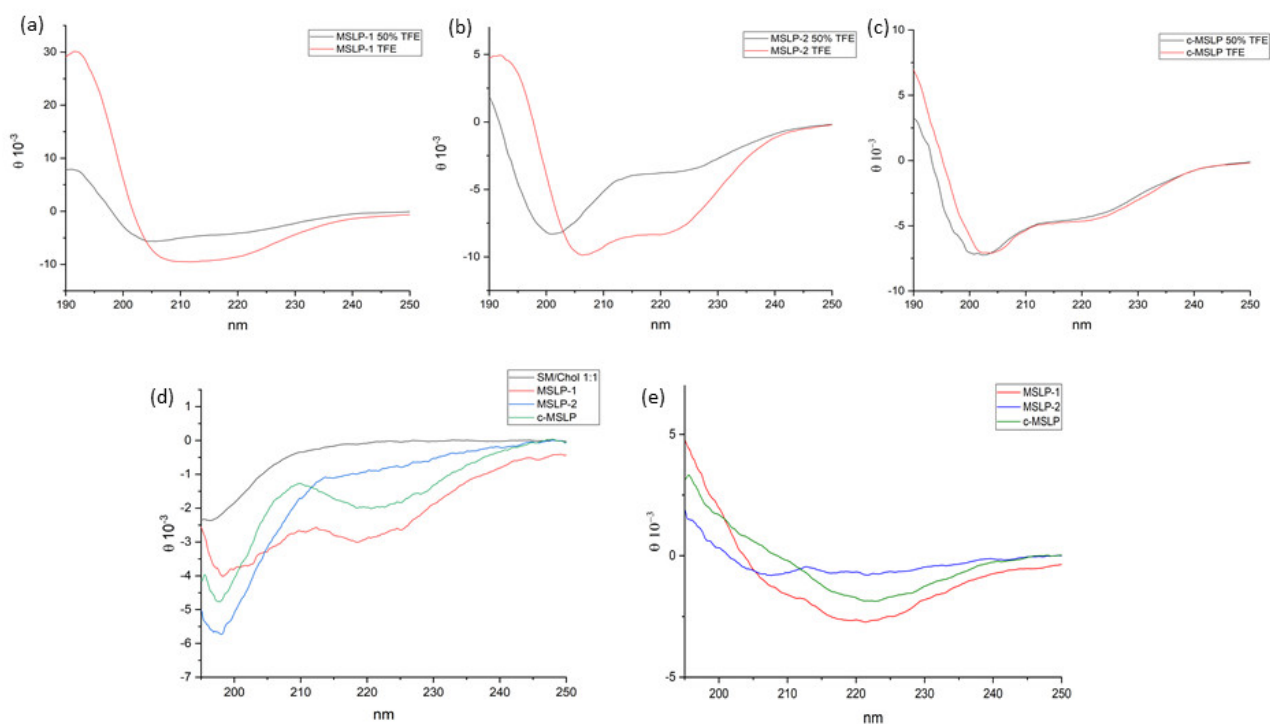 (a)
MSLP-1 50% TFE
MSLP-1 TFE
30
20
10
0
-10
θ 10⁻³
190 200 210 220 230 240 250
nm
(b)
MSLP-2 50% TFE
MSLP-2 TFE
5
0
-5
-10
θ 10⁻³
190 200 210 220 230 240 250
nm
(c)
c-MSLP 50% TFE
c-MSLP TFE
10
5
0
-5
-10
θ 10⁻³
190 200 210 220 230 240 250
nm
(d)
SM/Chol 1:1
MSLP-1
MSLP-2
c-MSLP
1
0
-1
-2
-3
-4
-5
-6
-7
θ 10⁻³
200 210 220 230 240 250
nm
(e)
MSLP-1
MSLP-2
c-MSLP
5
0
-5
θ 10⁻³
200 210 220 230 240 250
nm